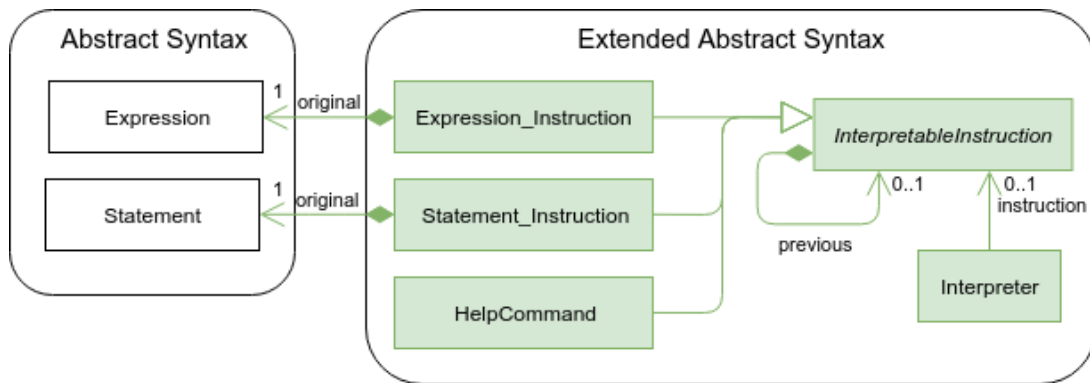 Abstract Syntax
Extended Abstract Syntax
Expression
1
original
Expression_Instruction
InterpretableInstruction
Statement
1
original
Statement_Instruction
0..1
0..1
instruction
previous
HelpCommand
Interpreter